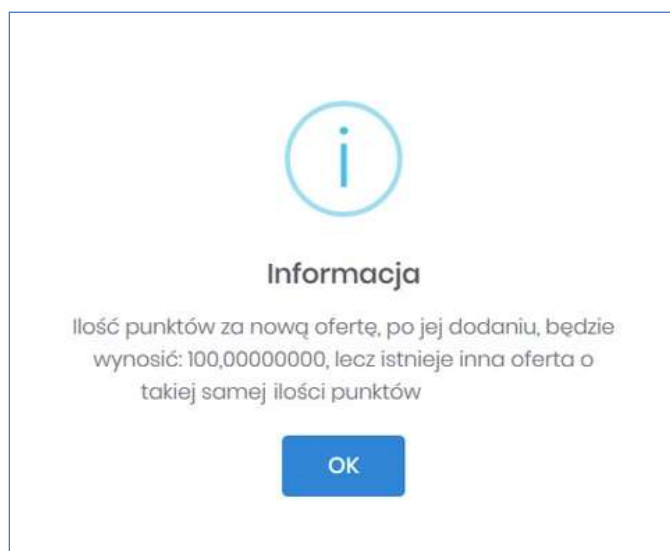 Informacja
Ilość punktów za nową ofertę, po jej dodaniu, będzie
wynosić: 100,00000000, lecz istnieje inna oferta o
takiej samej ilości punktów
OK